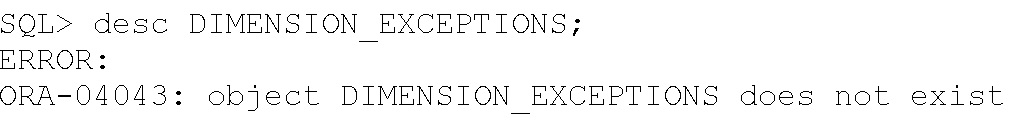 SQL> desc DIMENSION_EXCEPTIONS;
ERROR:
ORA-04043: object DIMENSION_EXCEPTIONS does not exist